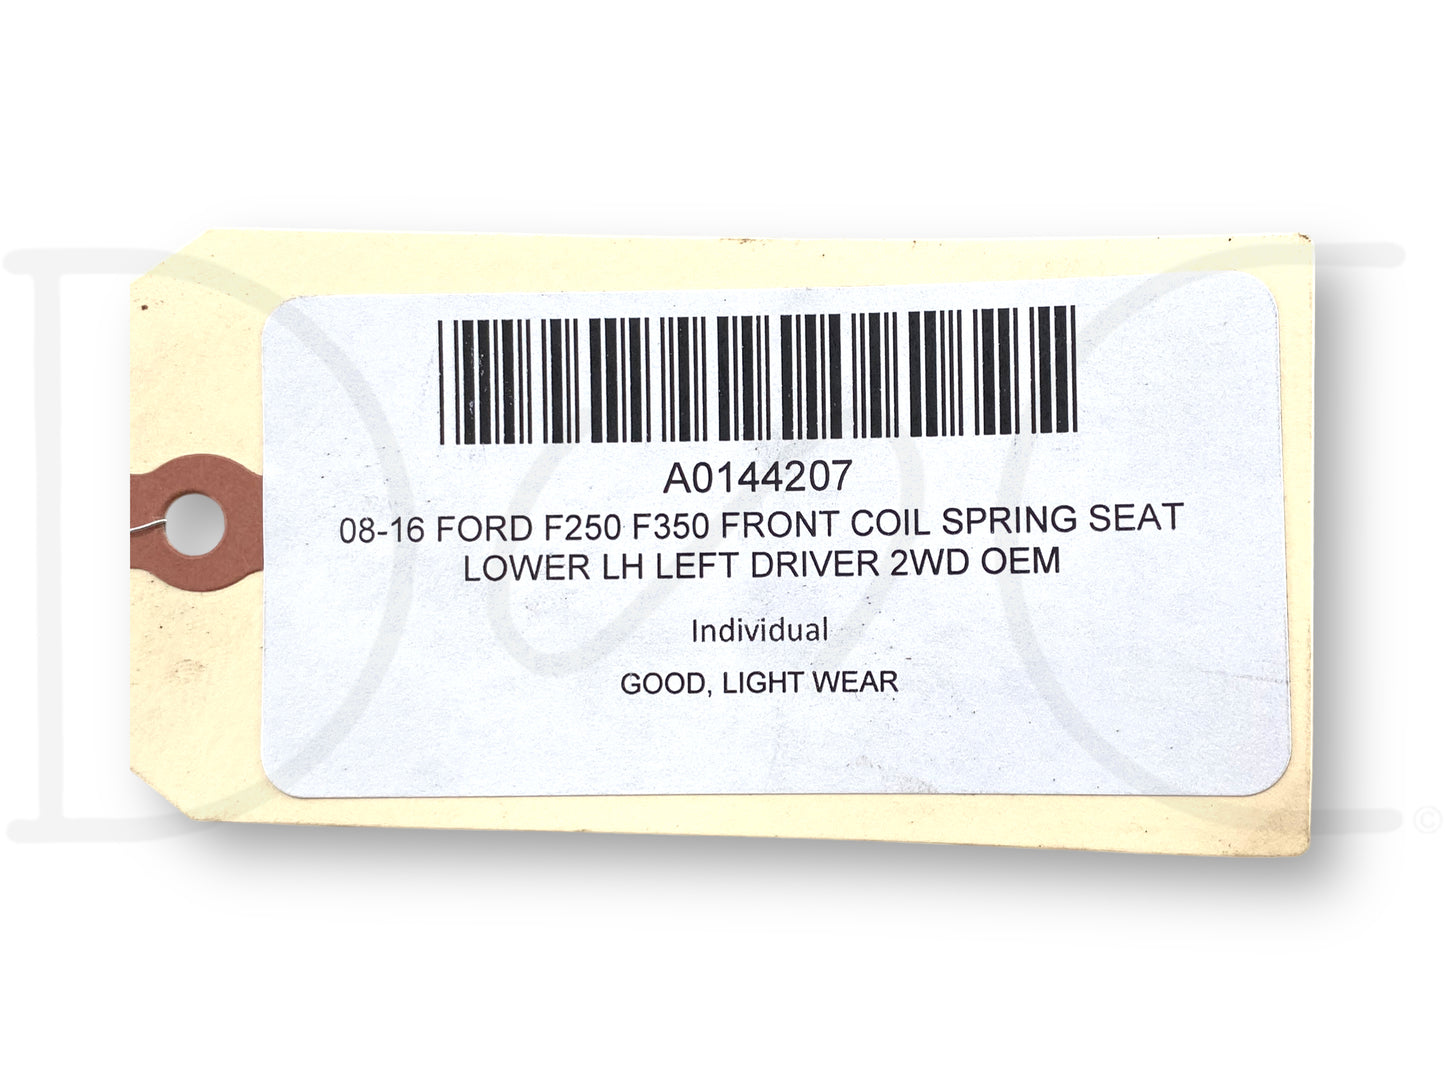 A0144207
08-16 FORD F250 F350 FRONT COIL SPRING SEAT
LOWER LH LEFT DRIVER 2WD OEM
Individual
GOOD, LIGHT WEAR
©